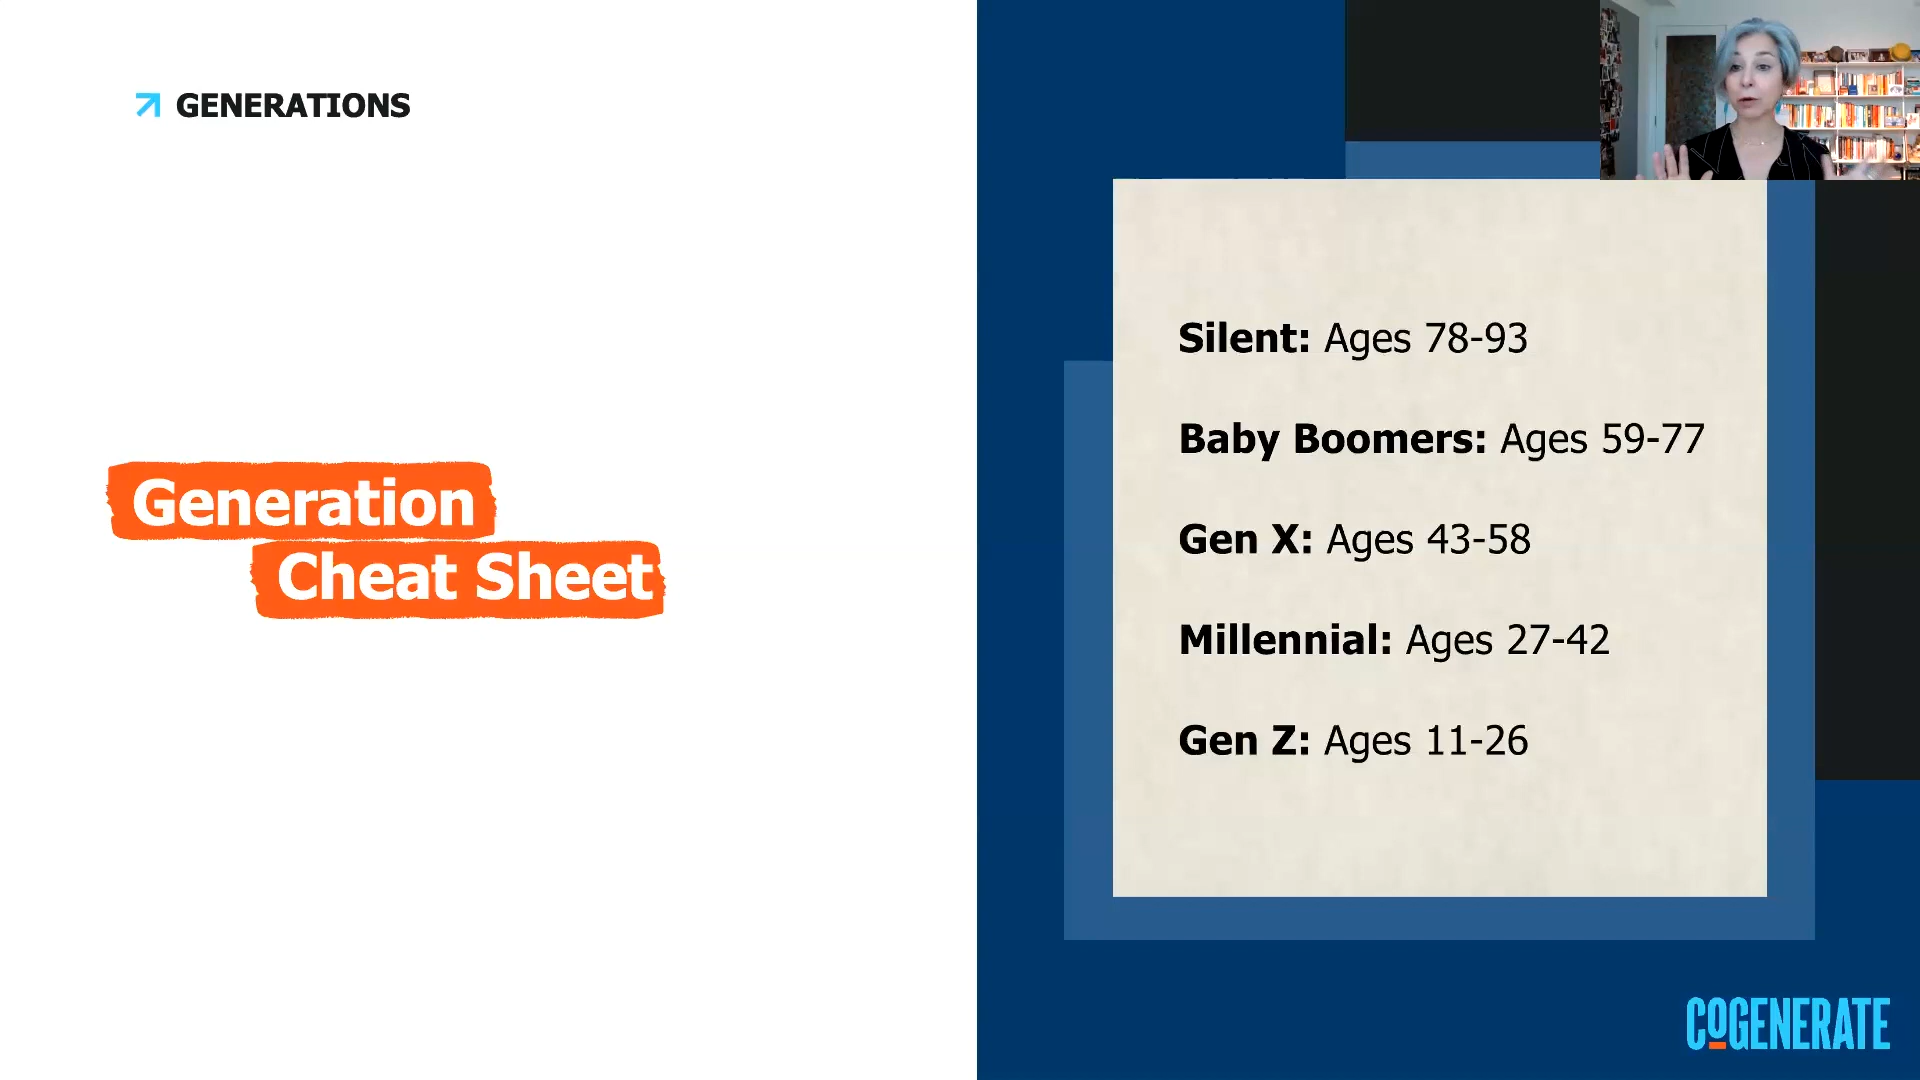 GENERATIONS
Generation
Cheat Sheet
Silent: Ages 78-93
Baby Boomers: Ages 59-77
Gen X: Ages 43-58
Millennial: Ages 27-42
Gen Z: Ages 11-26
COGENERATE